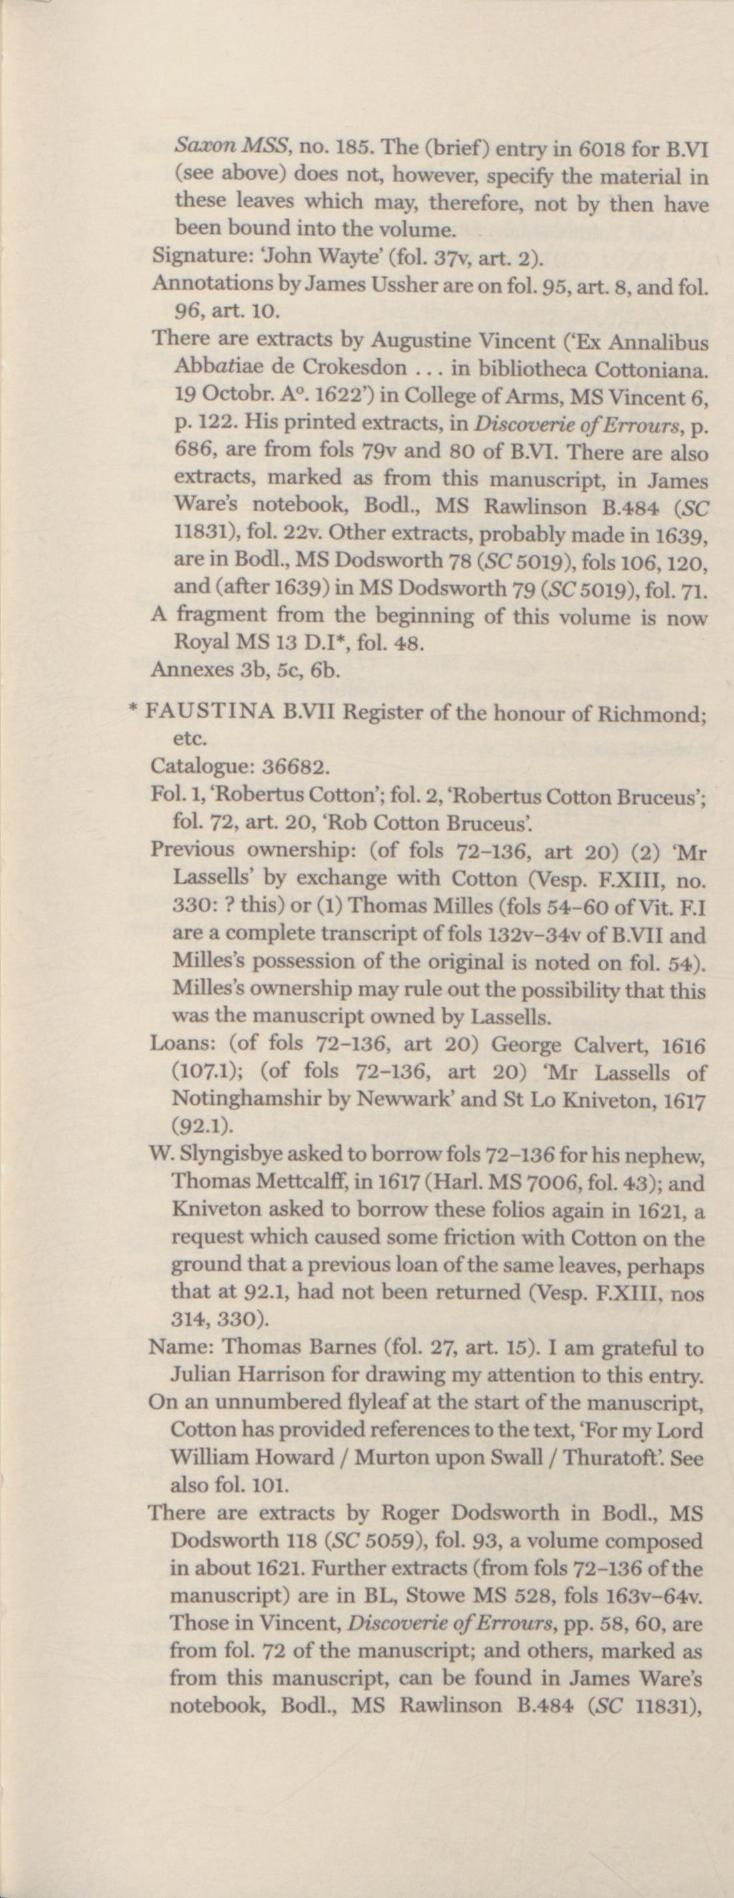 Saxon MSS, no. 185. The (brief) entry in 6018 for B.VI
(see above) does not, however, specify the material in
these leaves which may, therefore, not by then have
been bound into the volume.
Signature: ‘John Wayte’ (fol. 37v, art. 2).
Annotations by James Ussher are on fol. 95, art. 8, and fol.
96, art. 10.
There are extracts by Augustine Vincent (‘Ex Annalibus
Abbatiae de Crokesdon . . . in bibliotheca Cottoniana.
19 Octobr. Aº. 1622’) in College of Arms, MS Vincent 6,
p. 122. His printed extracts, in Discoverie of Errours, p.
686, are from fols 79v and 80 of B.VI. There are also
extracts, marked as from this manuscript, in James
Ware’s notebook, Bodl., MS Rawlinson B.484 (SC
11831), fol. 22v. Other extracts, probably made in 1639,
are in Bodl., MS Dodsworth 78 (SC 5019), fols 106, 120,
and (after 1639) in MS Dodsworth 79 (SC 5019), fol. 71.
A fragment from the beginning of this volume is now
Royal MS 13 D.I*, fol. 48.
Annexes 3b, 5c, 6b.
* FAUSTINA B.VII Register of the honour of Richmond;
etc.
Catalogue: 36682.
Fol. 1, ‘Robertus Cotton’; fol. 2, ‘Robertus Cotton Bruceus’;
fol. 72, art. 20, ‘Rob Cotton Bruceus’.
Previous ownership: (of fols 72–136, art 20) (2) ‘Mr
Lassells’ by exchange with Cotton (Vesp. F.XIII, no.
330: ? this) or (1) Thomas Milles (fols 54–60 of Vit. F.I
are a complete transcript of fols 132v–34v of B.VII and
Milles’s possession of the original is noted on fol. 54).
Milles’s ownership may rule out the possibility that this
was the manuscript owned by Lassells.
Loans: (of fols 72–136, art 20) George Calvert, 1616
(107.1); (of fols 72–136, art 20) ‘Mr Lassells of
Notinghamshir by Newwark’ and St Lo Kniveton, 1617
(92.1).
W. Slyngisbye asked to borrow fols 72–136 for his nephew,
Thomas Mettcalff, in 1617 (Harl. MS 7006, fol. 43); and
Kniveton asked to borrow these folios again in 1621, a
request which caused some friction with Cotton on the
ground that a previous loan of the same leaves, perhaps
that at 92.1, had not been returned (Vesp. F.XIII, nos
314, 330).
Name: Thomas Barnes (fol. 27, art. 15). I am grateful to
Julian Harrison for drawing my attention to this entry.
On an unnumbered flyleaf at the start of the manuscript,
Cotton has provided references to the text, ‘For my Lord
William Howard / Murton upon Swall / Thuratoft’. See
also fol. 101.
There are extracts by Roger Dodsworth in Bodl., MS
Dodsworth 118 (SC 5059), fol. 93, a volume composed
in about 1621. Further extracts (from fols 72–136 of the
manuscript) are in BL, Stowe MS 528, fols 163v–64v.
Those in Vincent, Discoverie of Errours, pp. 58, 60, are
from fol. 72 of the manuscript; and others, marked as
from this manuscript, can be found in James Ware’s
notebook, Bodl., MS Rawlinson B.484 (SC 11831),